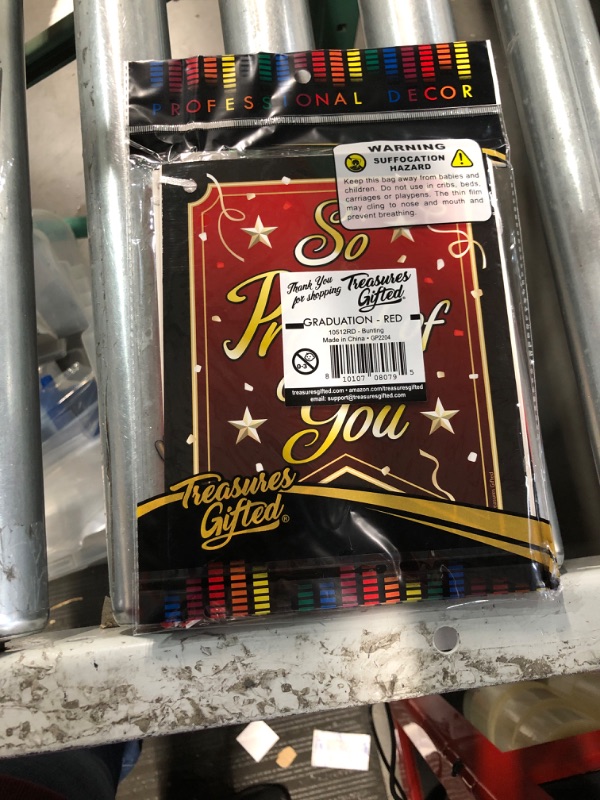 PROFESSIONAL DECOR
WARNING
SUFFOCATION
HAZARD
Keep this bag away from babies and
children. Do not use in cribs, beds,
carriages or playpens. The thin film
may cling to nose and mouth and
prevent breathing.
So
Thank You
for shopping
Treasures
Gifted.
GRADUATION - RED
10512RD - Bunting
Made in China • GP2204
0-3
8 10107 08079 5
treasuresgifted.com • amazon.com/treasuresgifted
email: support@treasuresgifted.com
You
Treasures
Gifted®